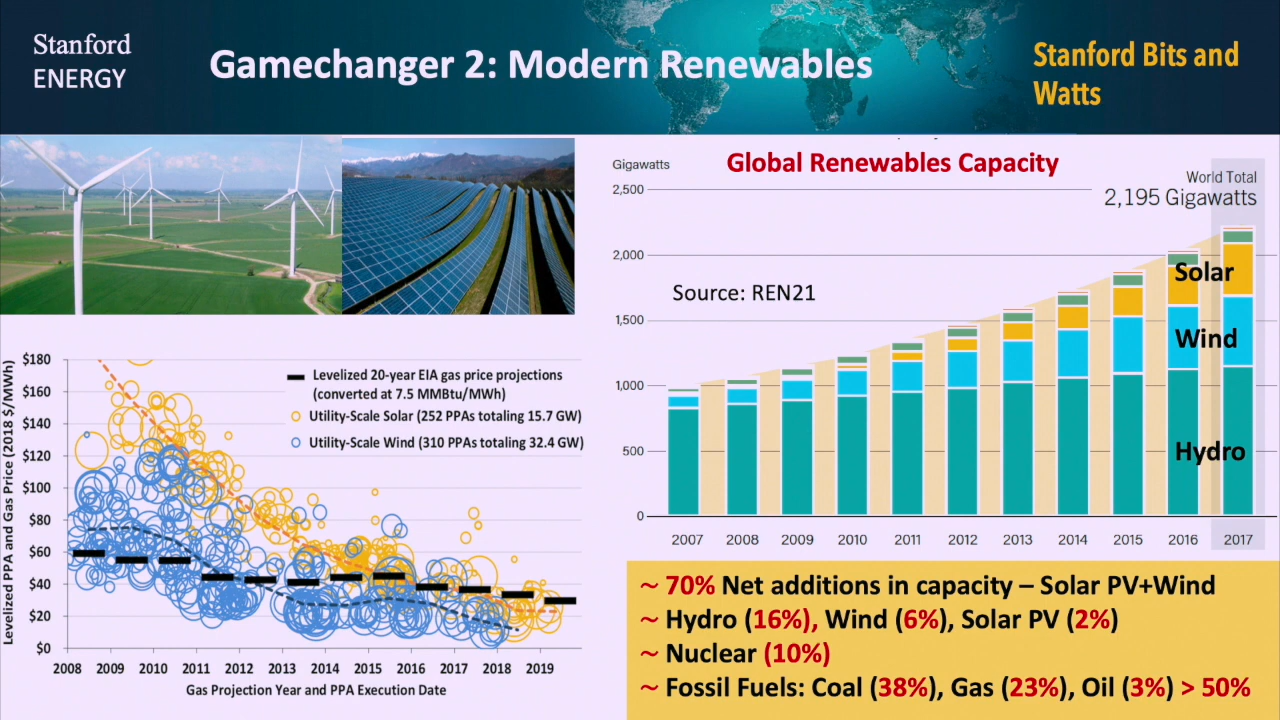 Stanford
ENERGY
Gamechanger 2: Modern Renewables
Stanford Bits and
Watts
Gigawatts
Global Renewables Capacity
World Total
2,195 Gigawatts
2,500
2,000
1,500
1,000
500
0
Source: REN21
Solar
Wind
Hydro
2007 2008 2009 2010 2011 2012 2013 2014 2015 2016 2017
Levelized PPA and Gas Price (2018 $/MWh)
$180
$160
$140
$120
$100
$80
$60
$40
$20
$0
Levelized 20-year EIA gas price projections
(converted at 7.5 MMBtu/MWh)
Utility-Scale Solar (252 PPAs totaling 15.7 GW)
Utility-Scale Wind (310 PPAs totaling 32.4 GW)
2008 2009 2010 2011 2012 2013 2014 2015 2016 2017 2018 2019
Gas Projection Year and PPA Execution Date
~ 70% Net additions in capacity – Solar PV+Wind
~ Hydro (16%), Wind (6%), Solar PV (2%)
~ Nuclear (10%)
~ Fossil Fuels: Coal (38%), Gas (23%), Oil (3%) > 50%